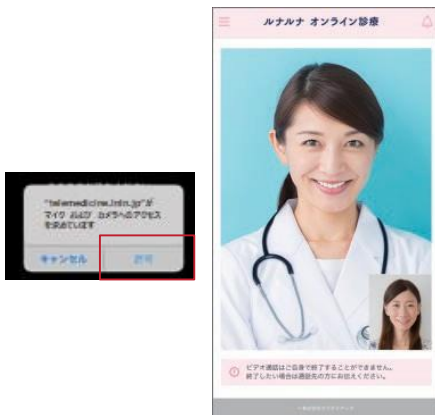 "telemedicine.lnln.jp"が
マイク および カメラへのアクセス
を求めています
キャンセル
許可
ルナルナ オンライン診療
ビデオ通話はご自身で終了することができません。
終了したい場合は通話先の方にお伝えください。